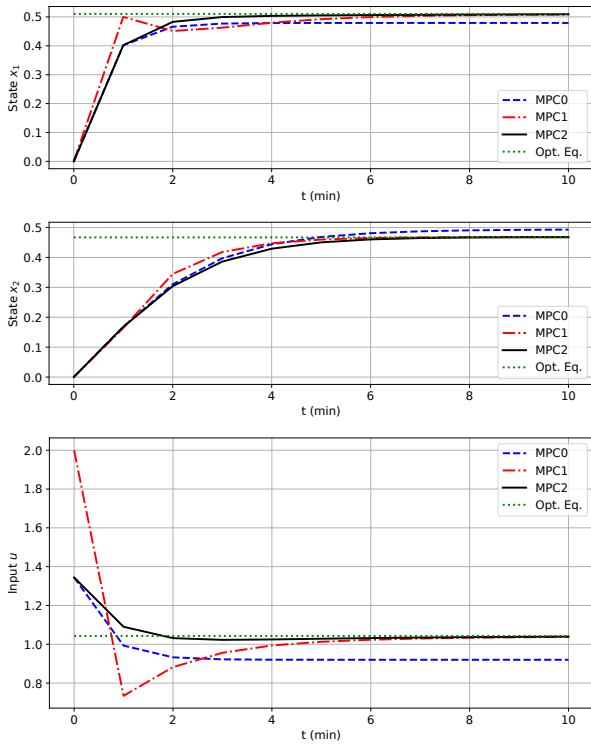 0.5
0.4
0.3
0.2
0.1
0.0
State x₁
MPC0
MPC1
MPC2
Opt. Eq.
0 2 4 6 8 10
t (min)
0.5
0.4
0.3
0.2
0.1
0.0
State x₂
MPC0
MPC1
MPC2
Opt. Eq.
0 2 4 6 8 10
t (min)
2.0
1.8
1.6
1.4
1.2
1.0
0.8
Input u
MPC0
MPC1
MPC2
Opt. Eq.
0 2 4 6 8 10
t (min)